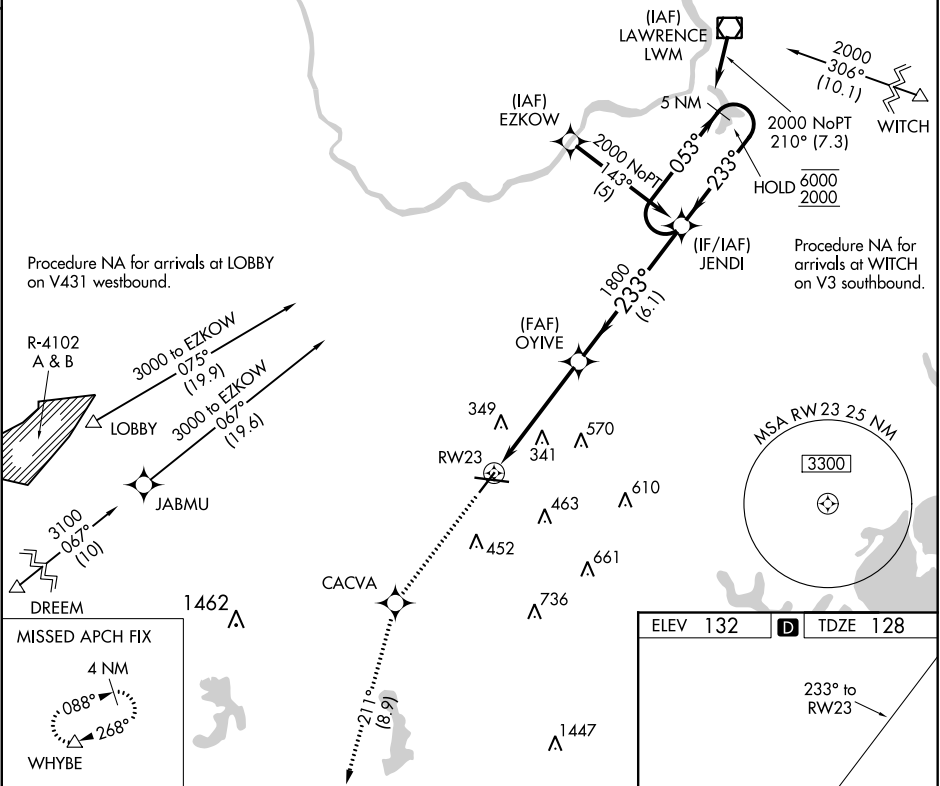 (IAF)
LAWRENCE
LWM
2000
306°
(10.1)
WITCH
(IAF)
EZKOW
5 NM
2000 NoPT
210° (7.3)
2000 NoPT
143°
(5)
053°
233°
HOLD 6000
2000
(IF/IAF)
JENDI
Procedure NA for
arrivals at WITCH
on V3 southbound.
Procedure NA for arrivals at LOBBY
on V431 westbound.
1800
233°
(6.1)
(FAF)
OYIVE
R-4102
A & B
3000 to EZKOW
075°
(19.9)
LOBBY
3000 to EZKOW
067°
(19.6)
JABMU
3100
067°
(10)
DREEM
349
341
570
RW23
463
610
452
661
736
1462
1447
CACVA
211°
(8.9)
MSA RW 23 25 NM
3300
MISSED APCH FIX
4 NM
088°
268°
WHYBE
ELEV 132 D TDZE 128
233° to
RW23